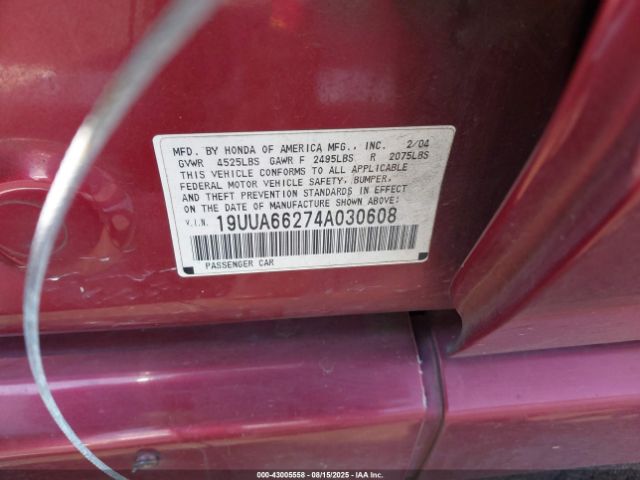 MFD. BY HONDA OF AMERICA MFG., INC. 2/04
GVWR 4525LBS GAWR F 2495LBS R 2075LBS
THIS VEHICLE CONFORMS TO ALL APPLICABLE
FEDERAL MOTOR VEHICLE SAFETY, BUMPER,
AND THEFT PREVENTION STANDARDS IN EFFECT
ON THE DATE OF MANUFACTURE SHOWN ABOVE:
V.I.N. 19UUA66274A030608
PASSENGER CAR
000-43005558 - 08/15/2025 - IAAI.COM